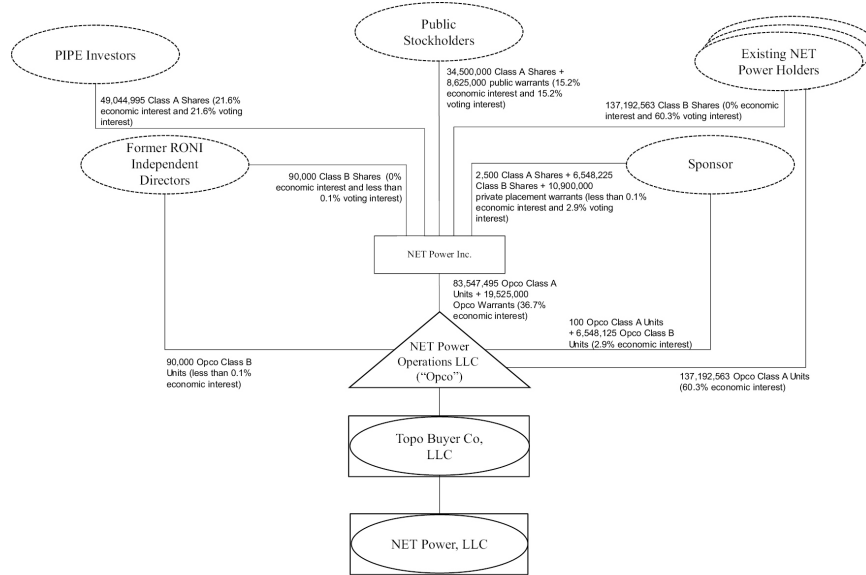 PIPE Investors
Public
Stockholders
Existing NET
Power Holders
49,044,995 Class A Shares (21.6%
economic interest and 21.6% voting
interest)
34,500,000 Class A Shares +
8,625,000 public warrants (15.2%
economic interest and 15.2%
voting interest)
137,192,563 Class B Shares (0% economic
interest and 60.3% voting interest)
Former RONI
Independent
Directors
90,000 Class B Shares (0%
economic interest and less than
0.1% voting interest)
2,500 Class A Shares + 6,548,225
Class B Shares + 10,900,000
private placement warrants (less than 0.1%
economic interest and 2.9% voting
interest)
Sponsor
NET Power Inc.
83,547,495 Opco Class A
Units + 19,525,000
Opco Warrants (36.7%
economic interest)
90,000 Opco Class B
Units (less than 0.1%
economic interest)
NET Power
Operations LLC
(“Opco”)
100 Opco Class A Units
+ 6,548,125 Opco Class B
Units (2.9% economic interest)
137,192,563 Opco Class A Units
(60.3% economic interest)
Topo Buyer Co,
LLC
NET Power, LLC